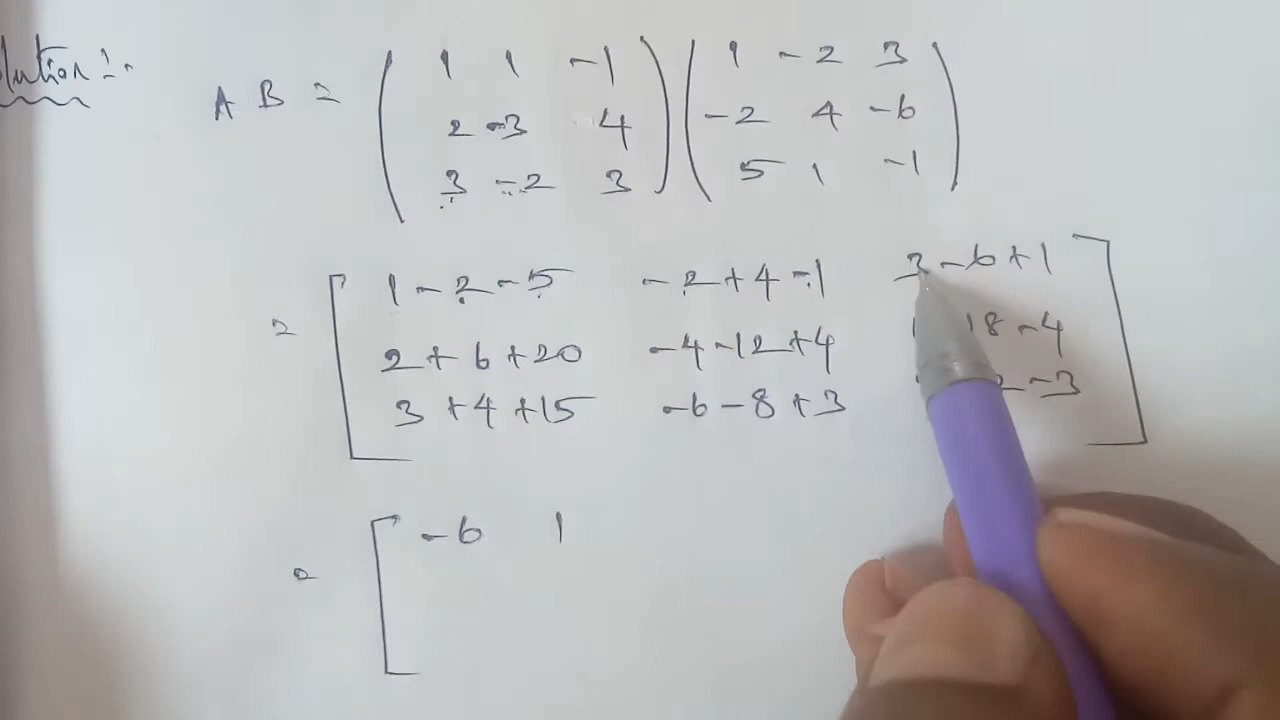 lution :-
A B = ( 1 1 -1 ) ( 1 -2 3 )
2 -3 4 -2 4 -6
3 -2 3 5 1 -1
= [ 1-2-5 -2+4-1 3-6+1 ]
2+6+20 -4-12+4 18-4
3+4+15 -6-8+3 2-3
= [ -6 1